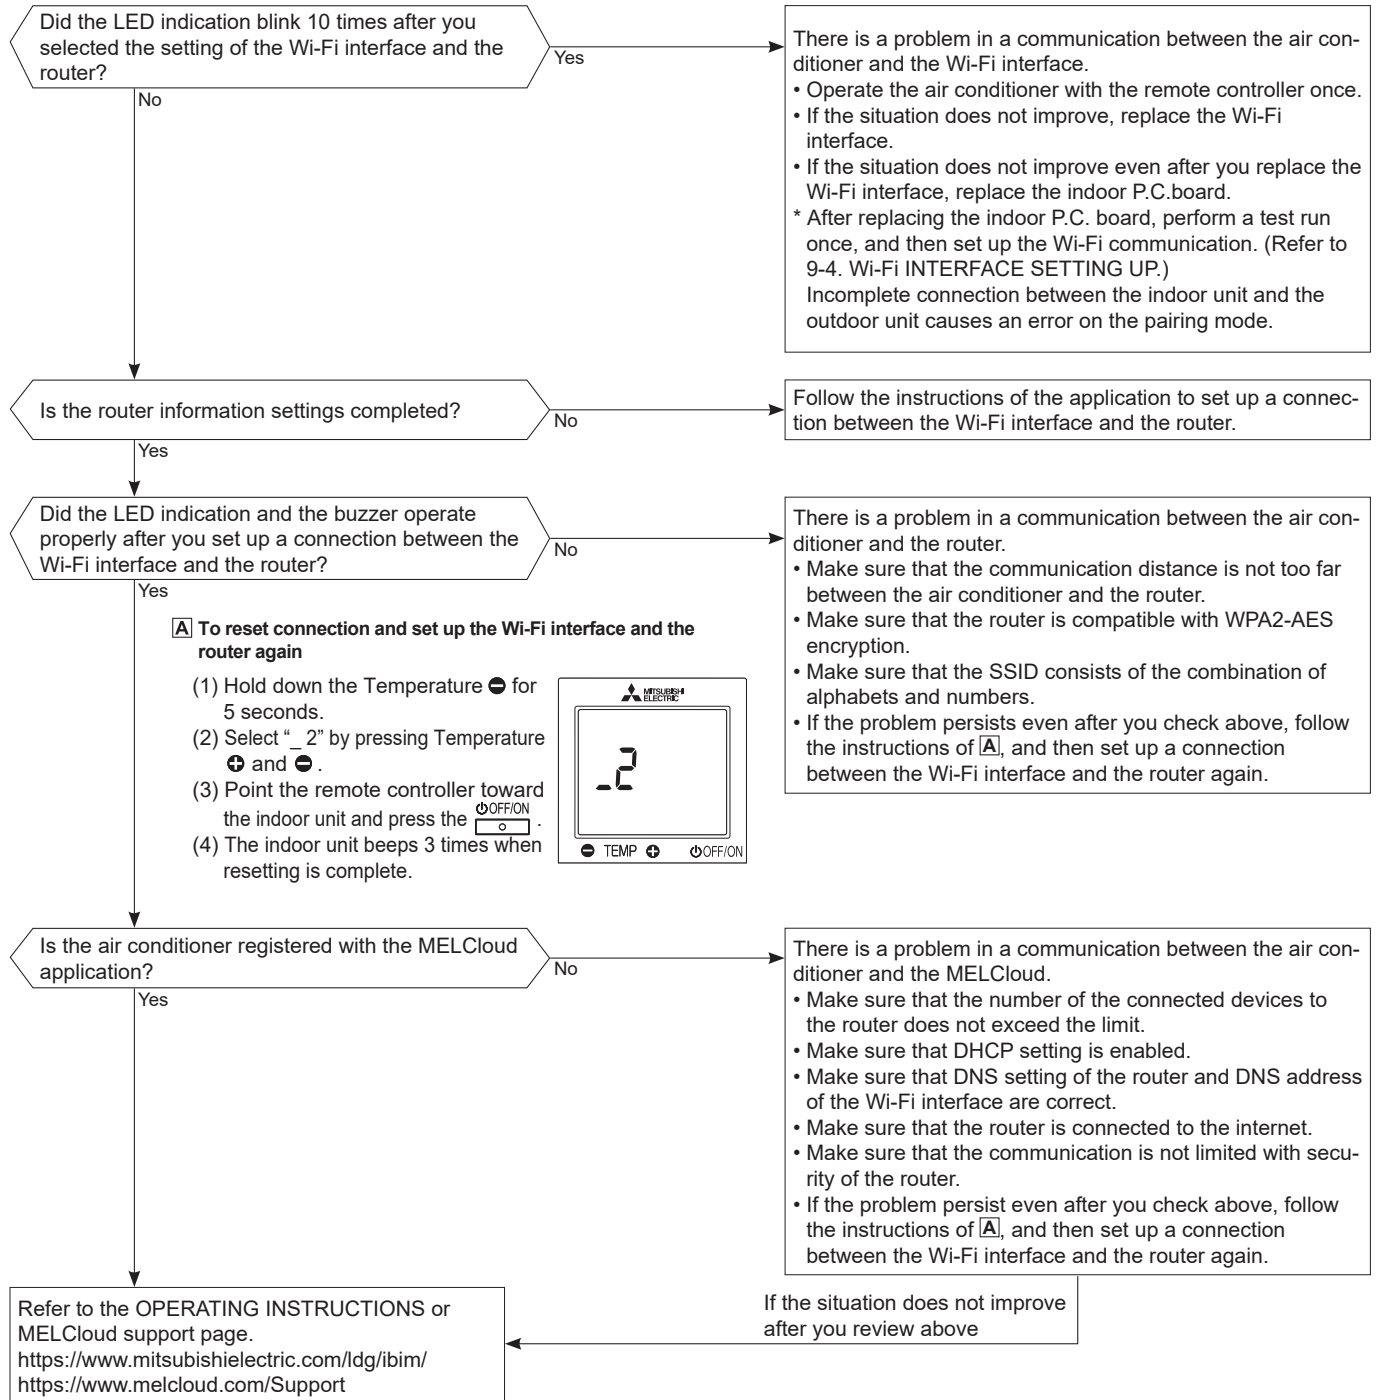 Did the LED indication blink 10 times after you
selected the setting of the Wi-Fi interface and the
router?
Yes
No
There is a problem in a communication between the air con-
ditioner and the Wi-Fi interface.
• Operate the air conditioner with the remote controller once.
• If the situation does not improve, replace the Wi-Fi
interface.
• If the situation does not improve even after you replace the
Wi-Fi interface, replace the indoor P.C.board.
* After replacing the indoor P.C. board, perform a test run
once, and then set up the Wi-Fi communication. (Refer to
9-4. Wi-Fi INTERFACE SETTING UP.)
Incomplete connection between the indoor unit and the
outdoor unit causes an error on the pairing mode.
Is the router information settings completed?
No
Yes
Follow the instructions of the application to set up a connec-
tion between the Wi-Fi interface and the router.
Did the LED indication and the buzzer operate
properly after you set up a connection between the
Wi-Fi interface and the router?
No
Yes
There is a problem in a communication between the air con-
ditioner and the router.
• Make sure that the communication distance is not too far
between the air conditioner and the router.
• Make sure that the router is compatible with WPA2-AES
encryption.
• Make sure that the SSID consists of the combination of
alphabets and numbers.
• If the problem persists even after you check above, follow
the instructions of A, and then set up a connection
between the Wi-Fi interface and the router again.
A To reset connection and set up the Wi-Fi interface and the
router again
(1) Hold down the Temperature ⊖ for
5 seconds.
(2) Select “_ 2” by pressing Temperature
⊕ and ⊖ .
(3) Point the remote controller toward
the indoor unit and press the ⏻OFF/ON .
(4) The indoor unit beeps 3 times when
resetting is complete.
MITSUBISHI
ELECTRIC
_2
⊖ TEMP ⊕ ⏻OFF/ON
Is the air conditioner registered with the MELCloud
application?
No
Yes
There is a problem in a communication between the air con-
ditioner and the MELCloud.
• Make sure that the number of the connected devices to
the router does not exceed the limit.
• Make sure that DHCP setting is enabled.
• Make sure that DNS setting of the router and DNS address
of the Wi-Fi interface are correct.
• Make sure that the router is connected to the internet.
• Make sure that the communication is not limited with secu-
rity of the router.
• If the problem persist even after you check above, follow
the instructions of A, and then set up a connection
between the Wi-Fi interface and the router again.
If the situation does not improve
after you review above
Refer to the OPERATING INSTRUCTIONS or
MELCloud support page.
https://www.mitsubishielectric.com/ldg/ibim/
https://www.melcloud.com/Support